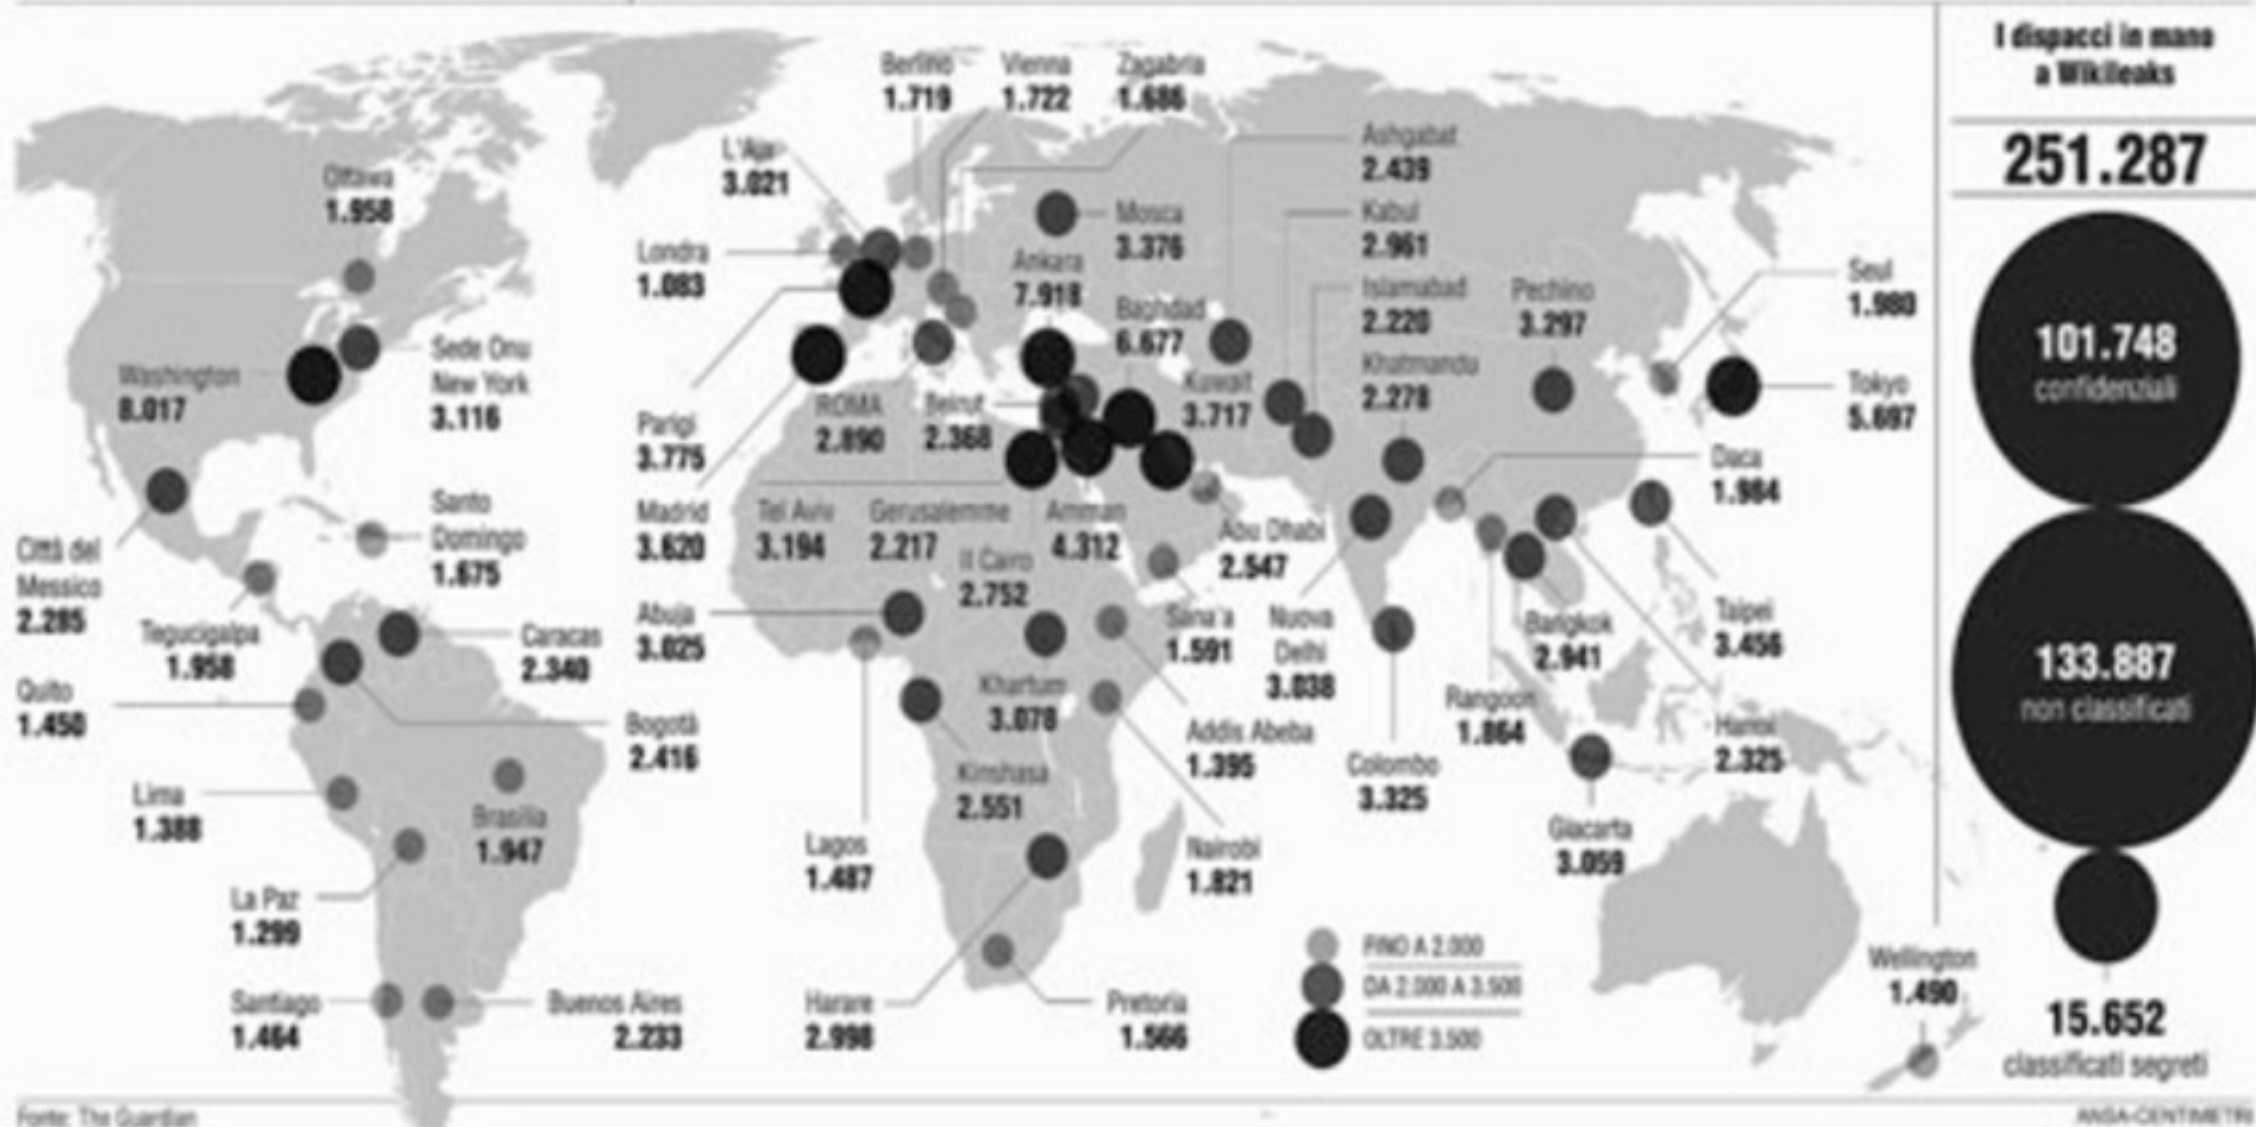 I dispacci in mano
a Wikileaks
251.287
101.748
confidenziali
133.887
non classificati
15.652
classificati segreti
Berlino
1.719
Vienna
1.722
Zagabria
1.686
L'Aja
3.021
Ashgabat
2.439
Ottawa
1.958
Mosca
3.376
Kabul
2.961
Londra
1.083
Ankara
7.918
Islamabad
2.220
Pechino
3.297
Seul
1.980
Baghdad
6.677
Washington
8.017
Sede Onu
New York
3.116
Khatmandu
2.278
Tokyo
5.697
Parigi
3.775
ROMA
2.890
Beirut
2.368
Kuwait
3.717
Daca
1.984
Madrid
3.620
Tel Aviv
3.194
Gerusalemme
2.217
Amman
4.312
Santo
Domingo
1.675
Città del
Messico
2.285
Il Cairo
2.752
Abu Dhabi
2.547
Tegucigalpa
1.958
Caracas
2.340
Abuja
3.025
Sana'a
1.591
Nuova
Delhi
3.038
Bangkok
2.941
Taipei
3.456
Quito
1.450
Bogotà
2.416
Khartum
3.078
Addis Abeba
1.395
Rangoon
1.864
Hanoi
2.325
Colombo
3.325
Lima
1.388
Brasilia
1.947
Kinshasa
2.551
Lagos
1.487
Nairobi
1.821
Giacarta
3.059
La Paz
1.299
Santiago
1.464
Buenos Aires
2.233
Harare
2.998
Pretoria
1.566
Wellington
1.490
FINO A 2.000
DA 2.000 A 3.500
OLTRE 3.500
Fonte: The Guardian
ANSA-CENTIMETRI